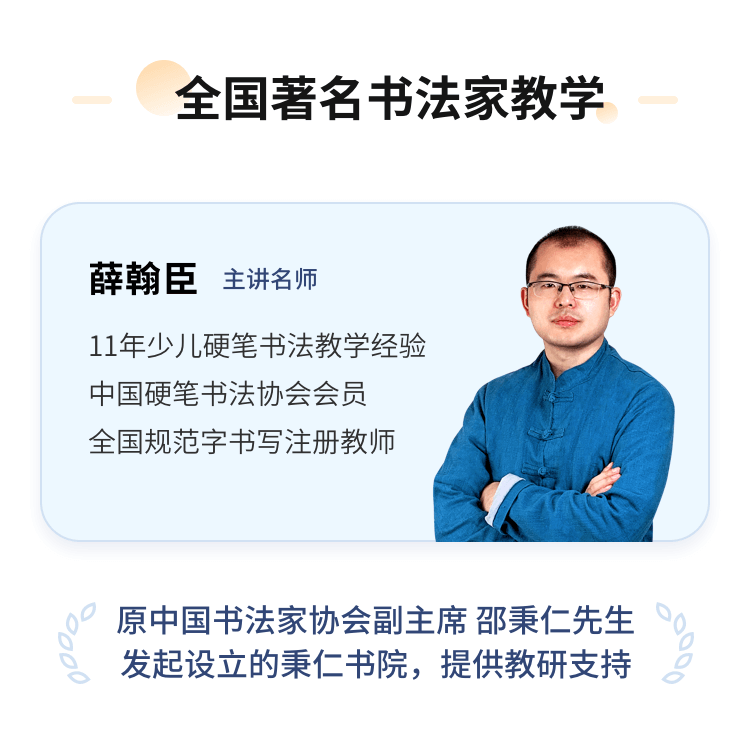 全国著名书法家教学
薛翰臣 主讲名师
11年少儿硬笔书法教学经验
中国硬笔书法协会会员
全国规范字书写注册教师
原中国书法家协会副主席 邵秉仁先生
发起设立的秉仁书院，提供教研支持